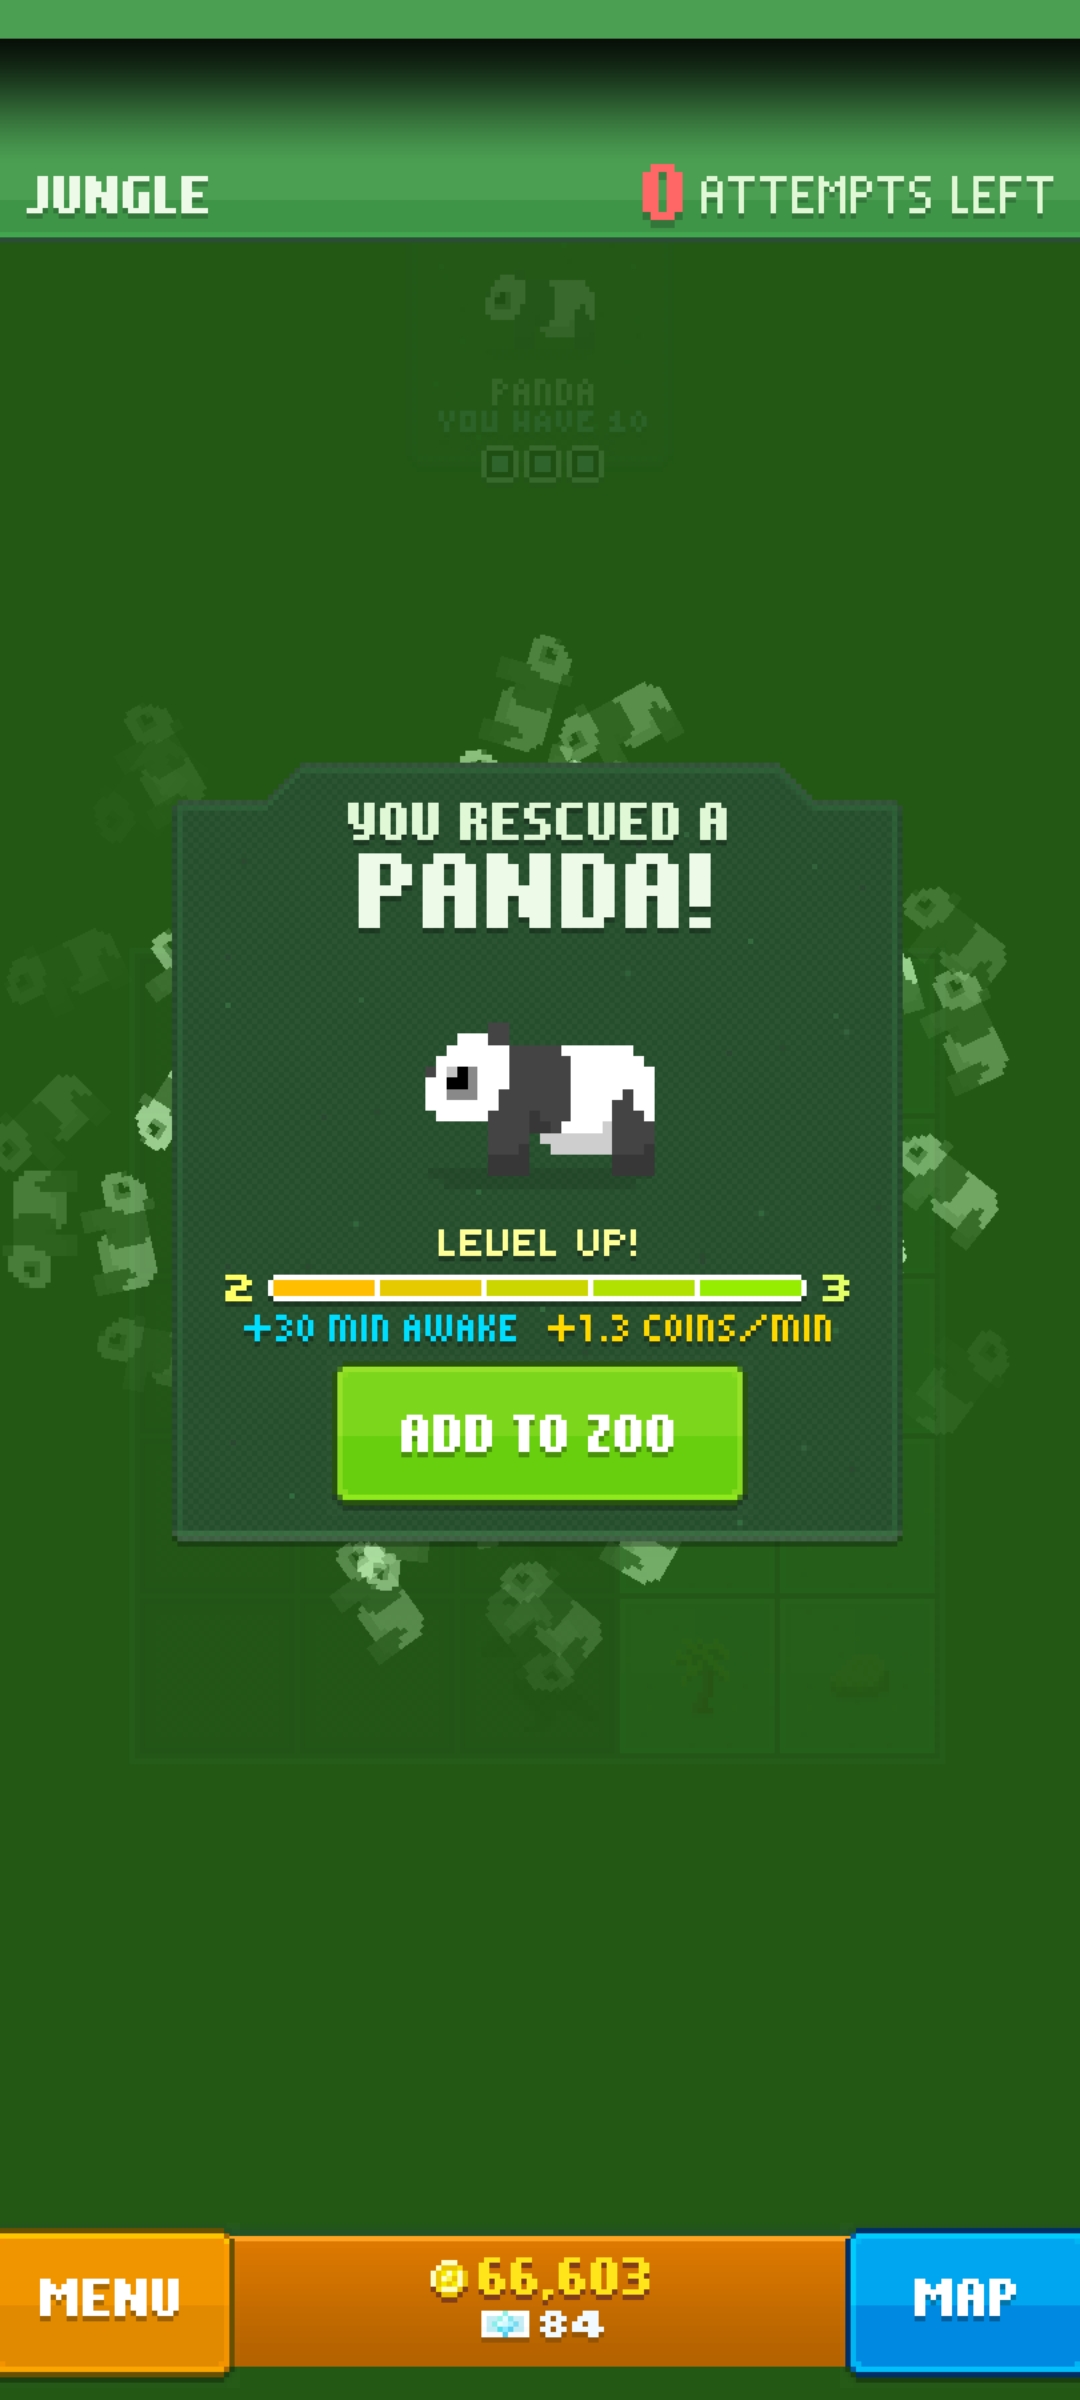 JUNGLE
0 ATTEMPTS LEFT
PANDA
YOU HAVE 10
YOU RESCUED A
PANDA!
LEVEL UP!
2 3
+30 MIN AWAKE +1.3 COINS/MIN
ADD TO ZOO
MENU
66,603
84
MAP